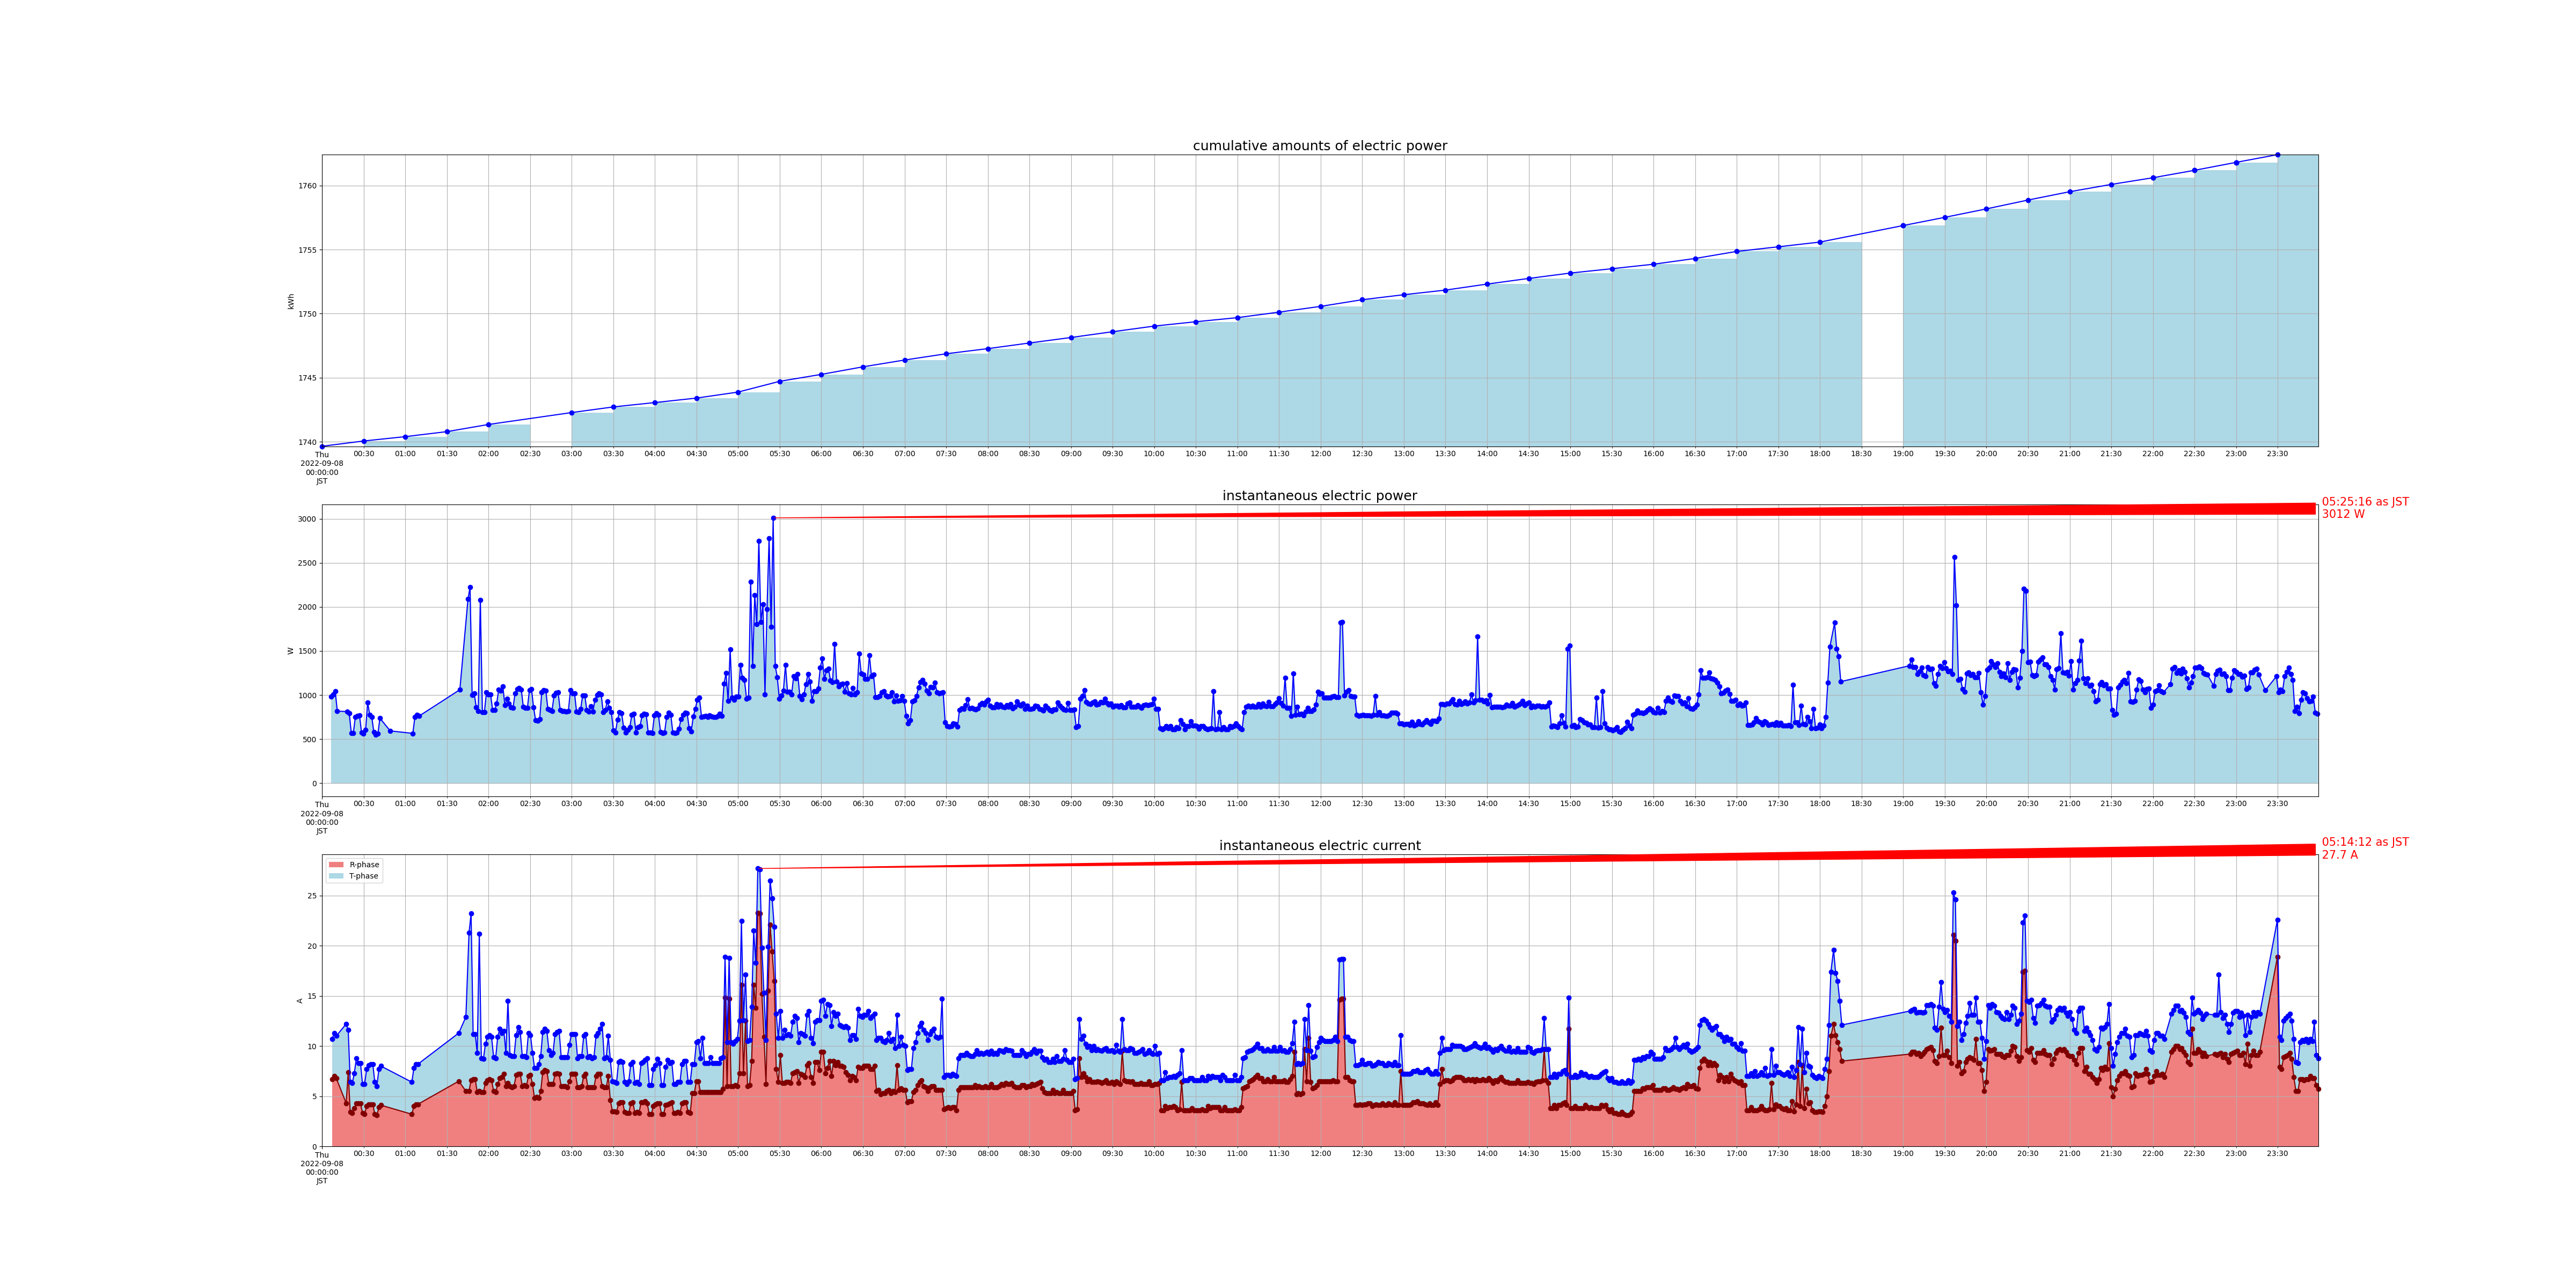 cumulative amounts of electric power
1760
1755
1750
1745
1740
kWh
00:30 01:00 01:30 02:00 02:30 03:00 03:30 04:00 04:30 05:00 05:30 06:00 06:30 07:00 07:30 08:00 08:30 09:00 09:30 10:00 10:30 11:00 11:30 12:00 12:30 13:00 13:30 14:00 14:30 15:00 15:30 16:00 16:30 17:00 17:30 18:00 18:30 19:00 19:30 20:00 20:30 21:00 21:30 22:00 22:30 23:00 23:30
Thu
2022-09-08
00:00:00
JST
instantaneous electric power
05:25:16 as JST
3012 W
3000
2500
2000
1500
1000
500
0
W
00:30 01:00 01:30 02:00 02:30 03:00 03:30 04:00 04:30 05:00 05:30 06:00 06:30 07:00 07:30 08:00 08:30 09:00 09:30 10:00 10:30 11:00 11:30 12:00 12:30 13:00 13:30 14:00 14:30 15:00 15:30 16:00 16:30 17:00 17:30 18:00 18:30 19:00 19:30 20:00 20:30 21:00 21:30 22:00 22:30 23:00 23:30
Thu
2022-09-08
00:00:00
JST
instantaneous electric current
05:14:12 as JST
27.7 A
R-phase
T-phase
25
20
15
10
5
0
A
00:30 01:00 01:30 02:00 02:30 03:00 03:30 04:00 04:30 05:00 05:30 06:00 06:30 07:00 07:30 08:00 08:30 09:00 09:30 10:00 10:30 11:00 11:30 12:00 12:30 13:00 13:30 14:00 14:30 15:00 15:30 16:00 16:30 17:00 17:30 18:00 18:30 19:00 19:30 20:00 20:30 21:00 21:30 22:00 22:30 23:00 23:30
Thu
2022-09-08
00:00:00
JST